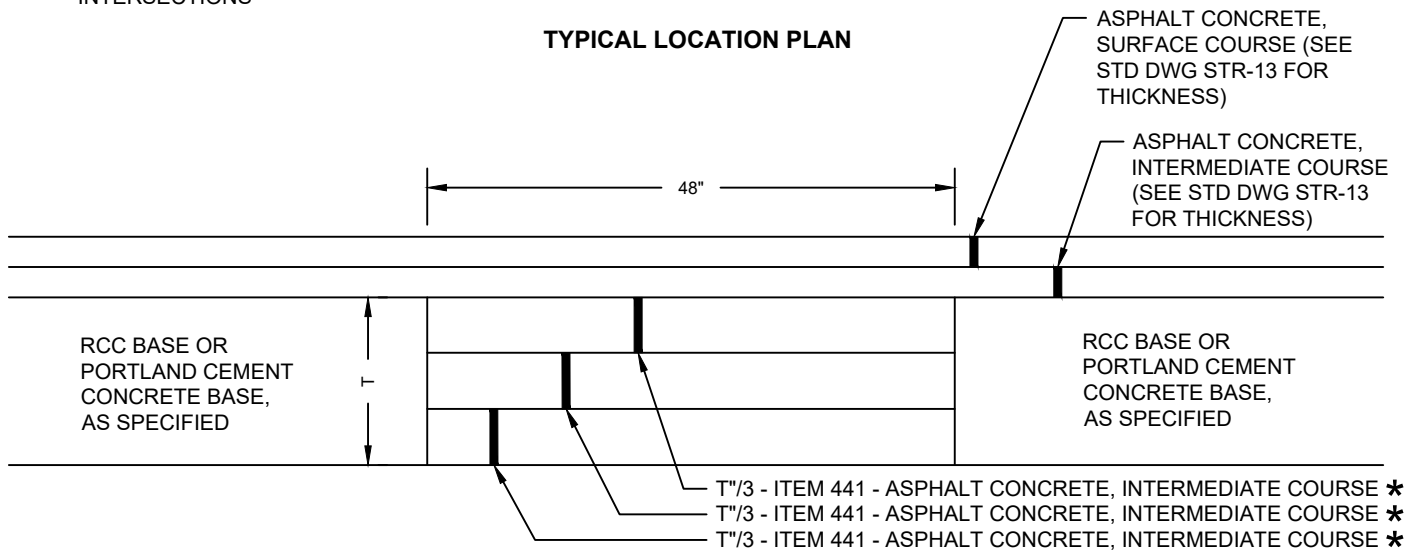 INTERSECTIONS
TYPICAL LOCATION PLAN
ASPHALT CONCRETE,
SURFACE COURSE (SEE
STD DWG STR-13 FOR
THICKNESS)
ASPHALT CONCRETE,
INTERMEDIATE COURSE
(SEE STD DWG STR-13
FOR THICKNESS)
48"
RCC BASE OR
PORTLAND CEMENT
CONCRETE BASE,
AS SPECIFIED
T
RCC BASE OR
PORTLAND CEMENT
CONCRETE BASE,
AS SPECIFIED
T"/3 - ITEM 441 - ASPHALT CONCRETE, INTERMEDIATE COURSE *
T"/3 - ITEM 441 - ASPHALT CONCRETE, INTERMEDIATE COURSE *
T"/3 - ITEM 441 - ASPHALT CONCRETE, INTERMEDIATE COURSE *